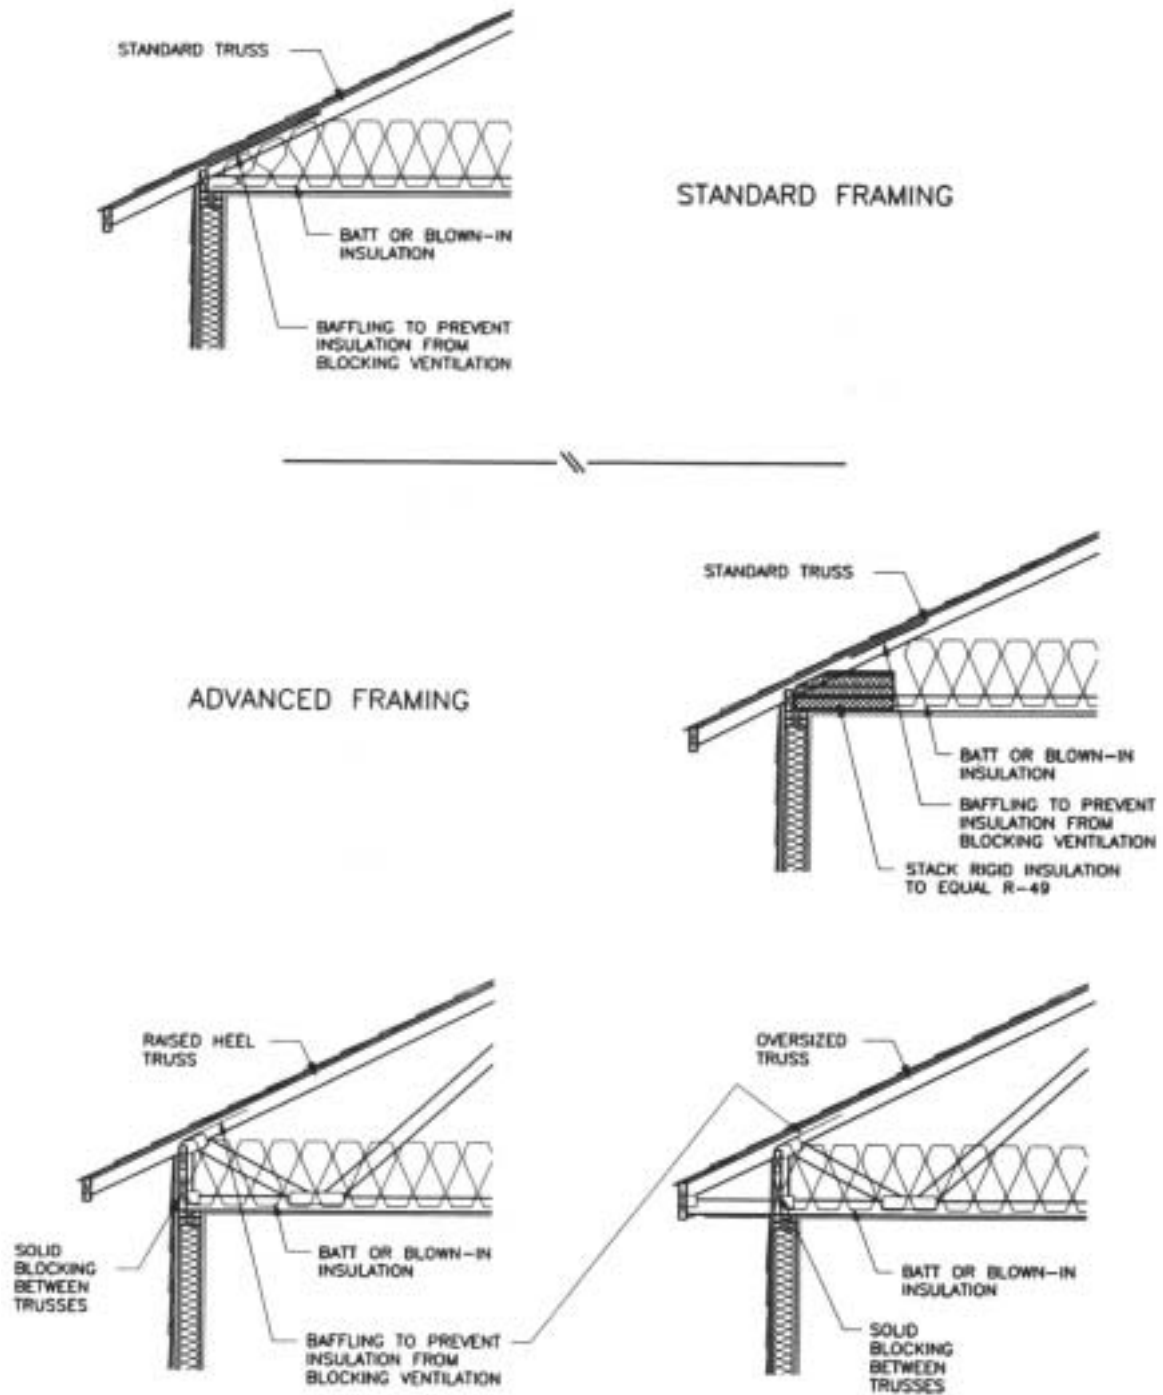 STANDARD TRUSS
STANDARD FRAMING
BATT OR BLOWN-IN
INSULATION
BAFFLING TO PREVENT
INSULATION FROM
BLOCKING VENTILATION
STANDARD TRUSS
ADVANCED FRAMING
BATT OR BLOWN-IN
INSULATION
BAFFLING TO PREVENT
INSULATION FROM
BLOCKING VENTILATION
STACK RIGID INSULATION
TO EQUAL R-49
RAISED HEEL
TRUSS
OVERSIZED
TRUSS
SOLID
BLOCKING
BETWEEN
TRUSSES
BATT OR BLOWN-IN
INSULATION
BAFFLING TO PREVENT
INSULATION FROM
BLOCKING VENTILATION
BATT OR BLOWN-IN
INSULATION
SOLID
BLOCKING
BETWEEN
TRUSSES